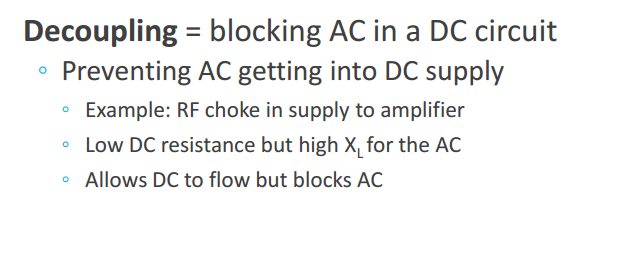 Decoupling = blocking AC in a DC circuit
◦ Preventing AC getting into DC supply
◦ Example: RF choke in supply to amplifier
◦ Low DC resistance but high X_L for the AC
◦ Allows DC to flow but blocks AC